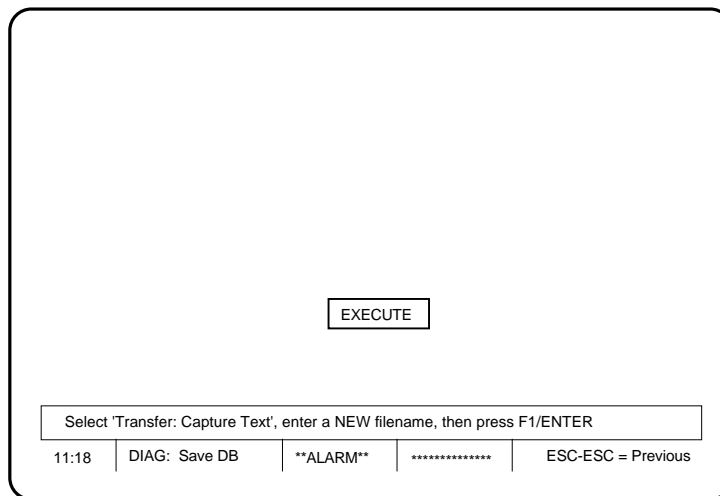 EXECUTE
Select 'Transfer: Capture Text', enter a NEW filename, then press F1/ENTER
11:18 DIAG: Save DB **ALARM** ************** ESC-ESC = Previous